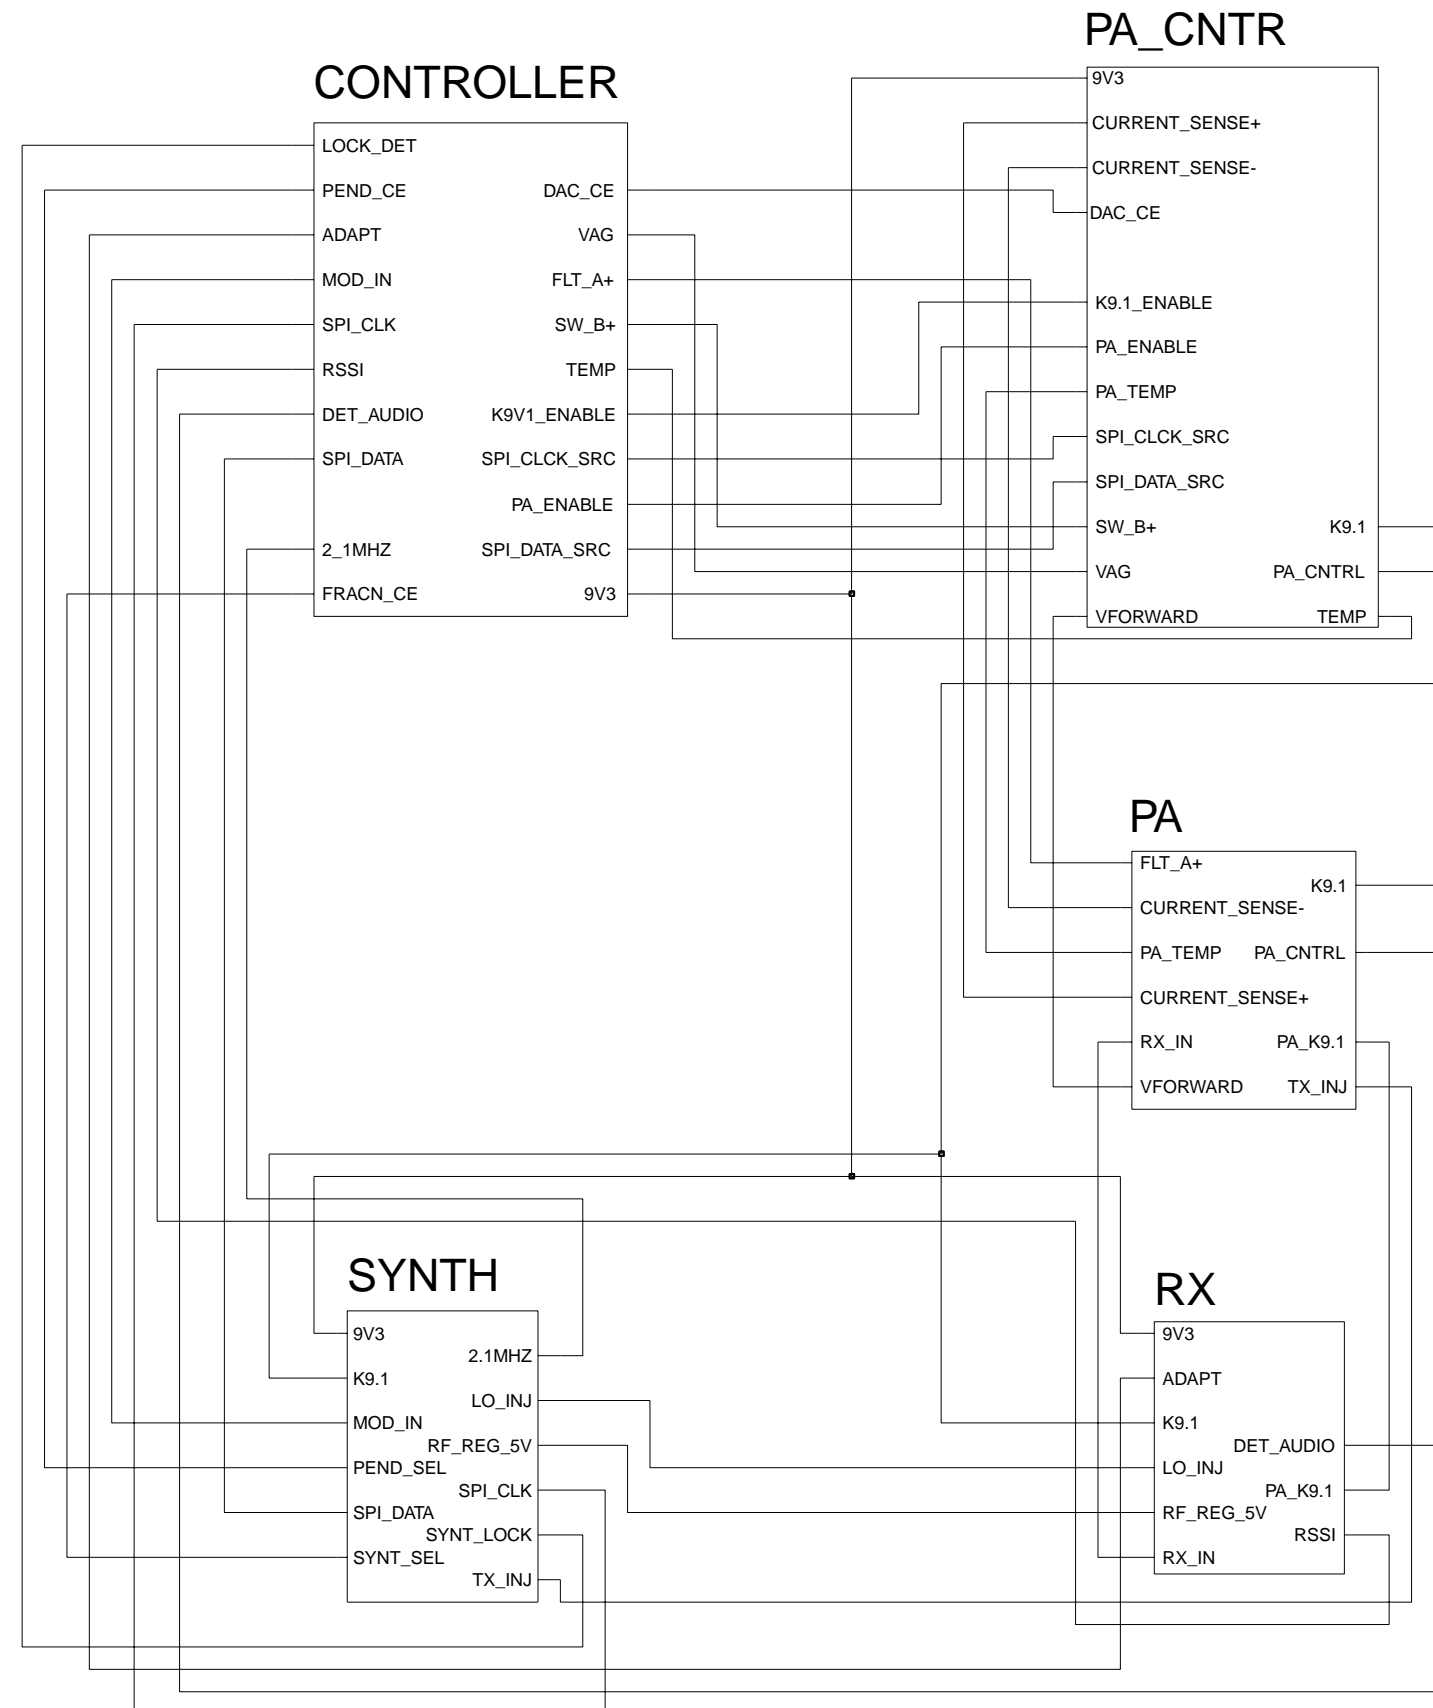 PA_CNTR
9V3
CURRENT_SENSE+
CURRENT_SENSE-
DAC_CE
K9.1_ENABLE
PA_ENABLE
PA_TEMP
SPI_CLCK_SRC
SPI_DATA_SRC
SW_B+
K9.1
VAG
PA_CNTRL
VFORWARD
TEMP
CONTROLLER
LOCK_DET
PEND_CE
DAC_CE
ADAPT
VAG
MOD_IN
FLT_A+
SPI_CLK
SW_B+
RSSI
TEMP
DET_AUDIO
K9V1_ENABLE
SPI_DATA
SPI_CLCK_SRC
PA_ENABLE
2_1MHZ
SPI_DATA_SRC
FRACN_CE
9V3
PA
FLT_A+
K9.1
CURRENT_SENSE-
PA_TEMP
PA_CNTRL
CURRENT_SENSE+
RX_IN
PA_K9.1
VFORWARD
TX_INJ
SYNTH
9V3
2.1MHZ
K9.1
LO_INJ
MOD_IN
RF_REG_5V
PEND_SEL
SPI_CLK
SPI_DATA
SYNT_LOCK
SYNT_SEL
TX_INJ
RX
9V3
ADAPT
K9.1
DET_AUDIO
LO_INJ
PA_K9.1
RF_REG_5V
RSSI
RX_IN